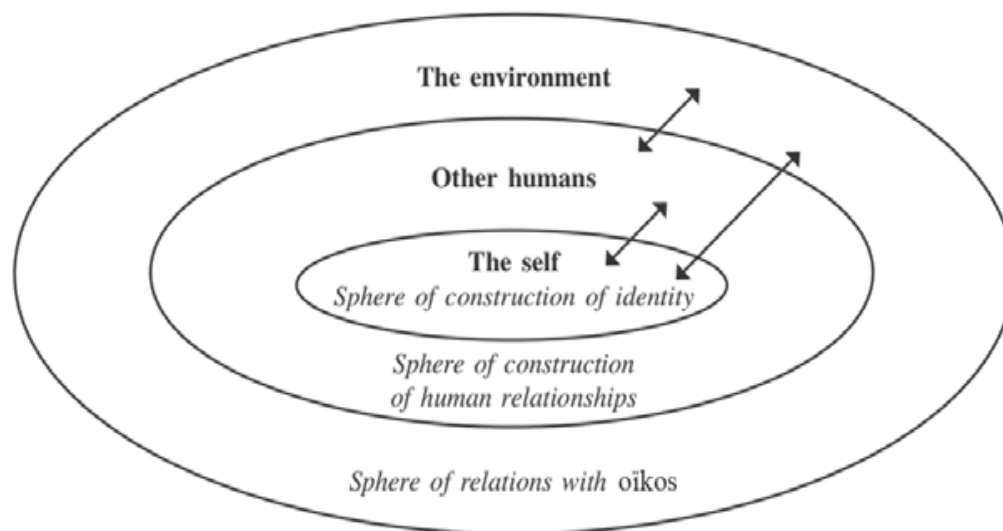 The environment
Other humans
The self
Sphere of construction of identity
Sphere of construction
of human relationships
Sphere of relations with oïkos